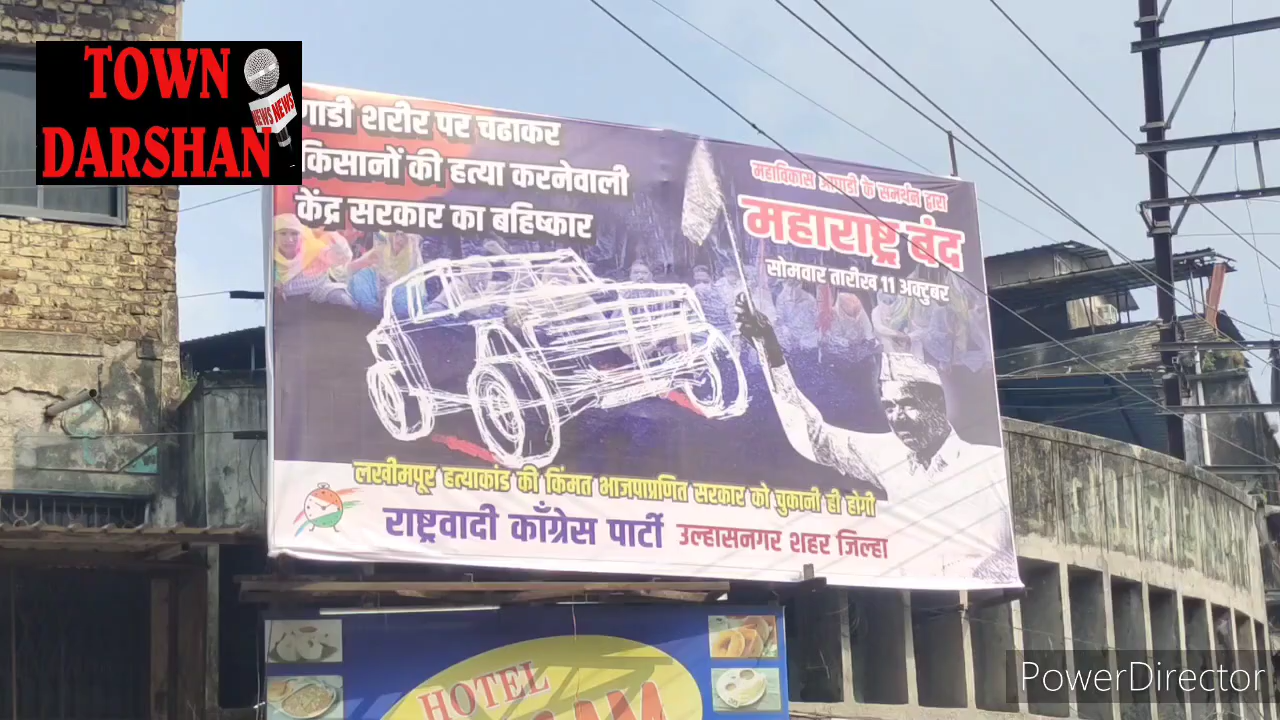 TOWN
DARSHAN
NEWS NEWS
गाडी शरीर पर चढाकर
किसानों की हत्या करनेवाली
केंद्र सरकार का बहिष्कार
महाविकास आघाडी के समर्थन द्वारा
महाराष्ट्र बंद
सोमवार तारीख 11 अक्टुबर
लखीमपूर हत्याकांड की किंमत भाजपाप्रणित सरकार को चुकानी ही होगी
राष्ट्रवादी काँग्रेस पार्टी उल्हासनगर शहर जिल्हा
HOTEL
PowerDirector